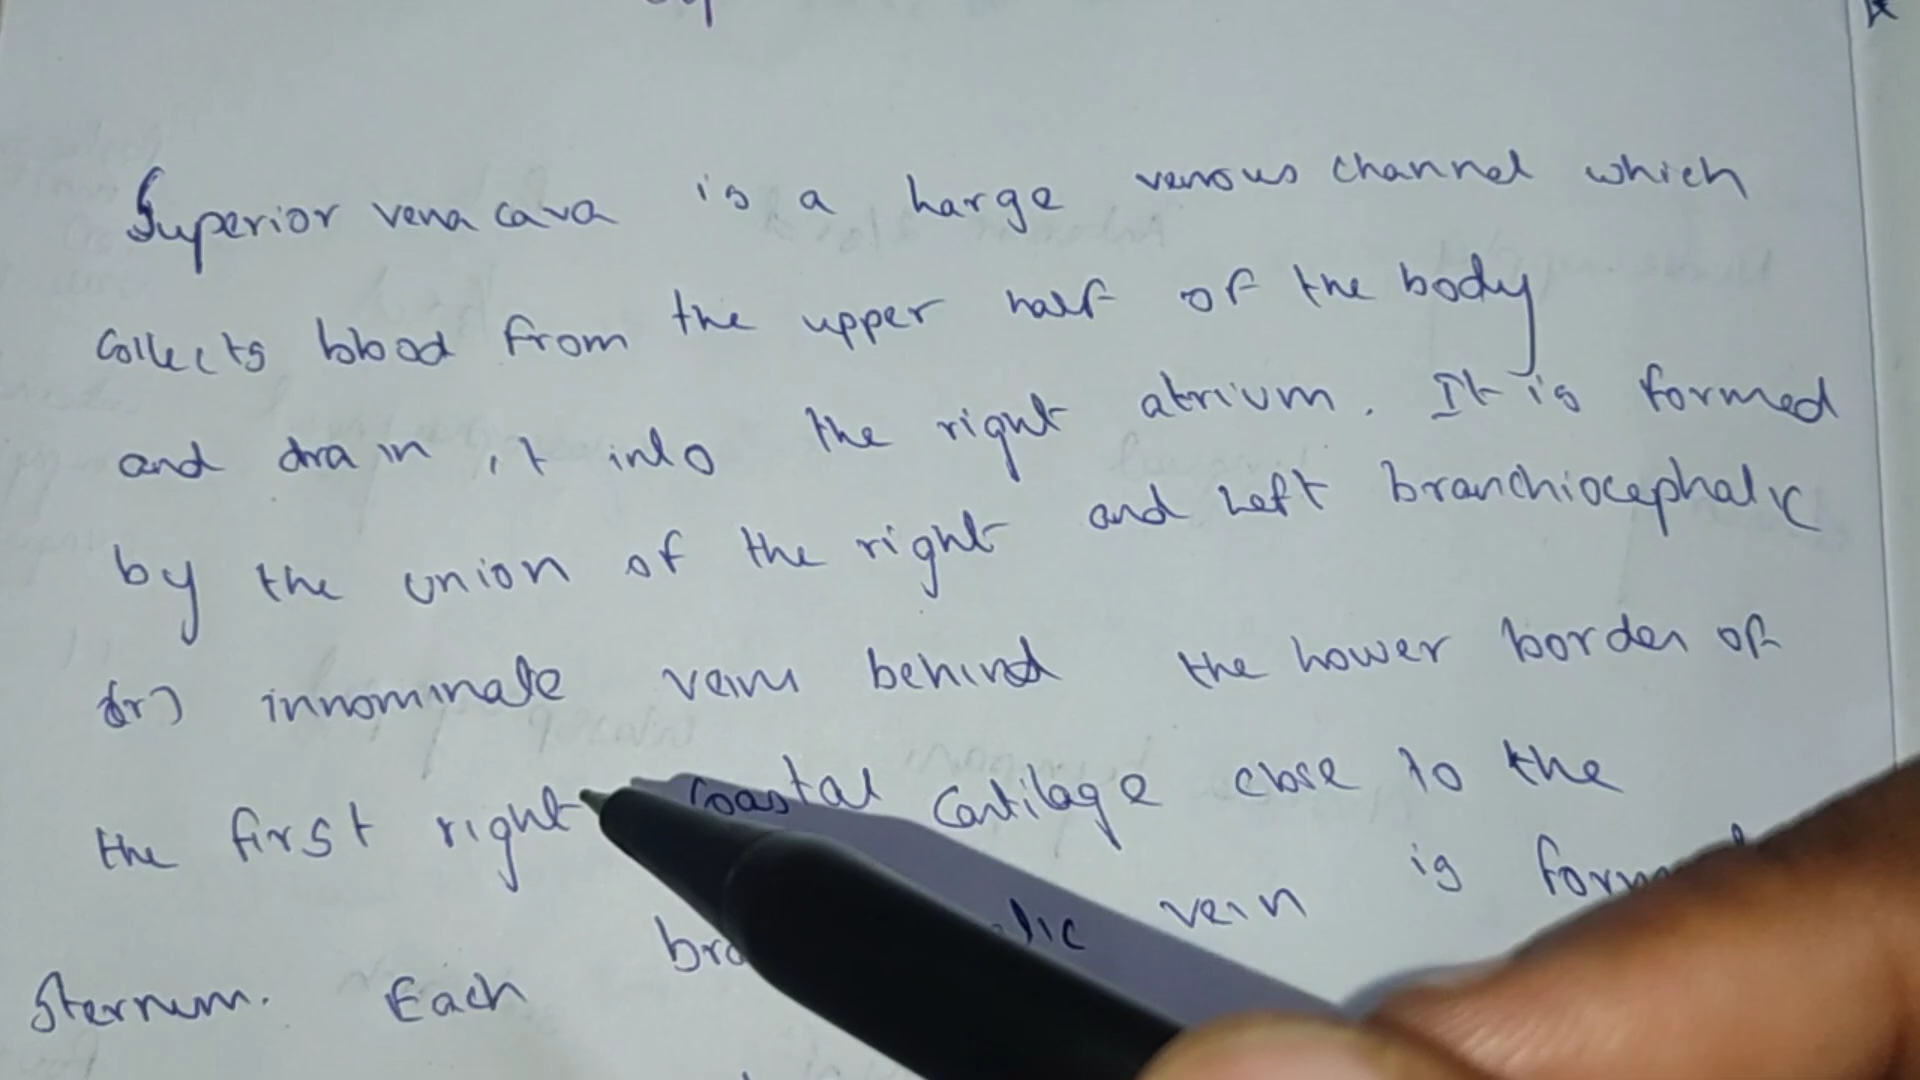 Superior vena cava is a large venous channel which
collects blood from the upper half of the body
and drain it into the right atrium. It is formed
by the union of the right and left branchiocephalic
(or) innominate veins behind the lower border of
the first right coastal cartilage close to the
sternum. Each vein is